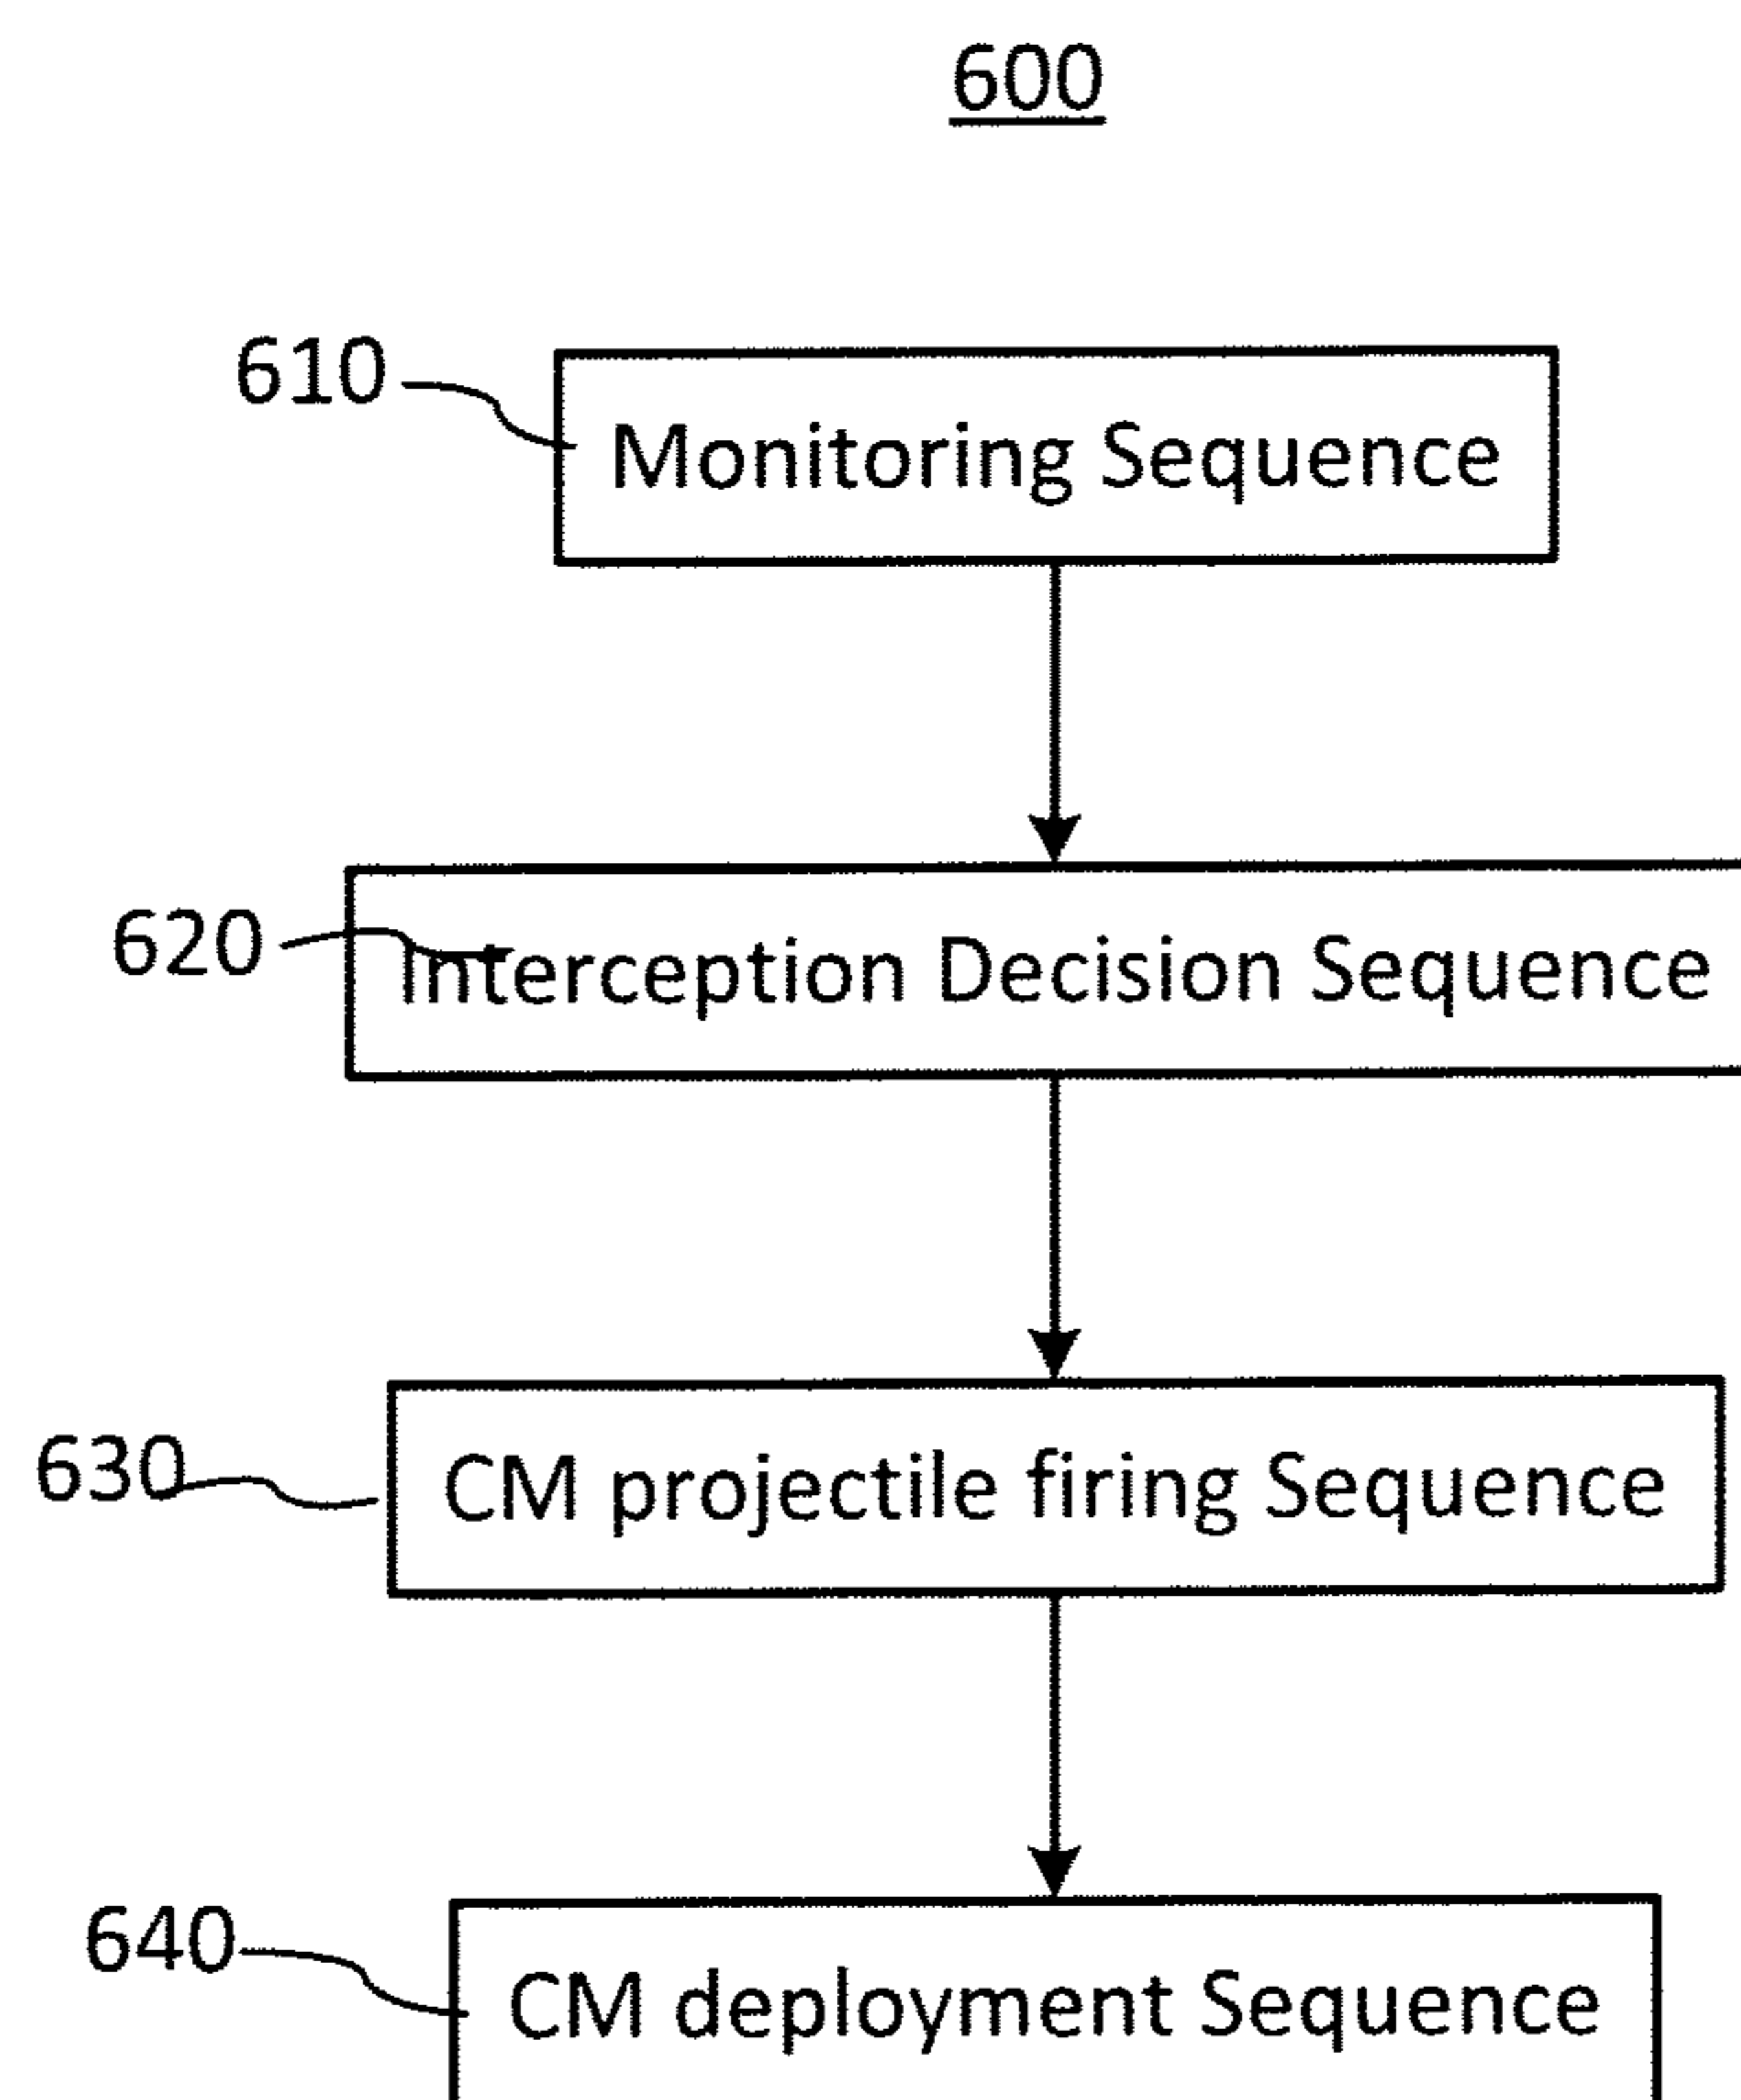 600
610
Monitoring Sequence
620
Interception Decision Sequence
630
CM projectile firing Sequence
640
CM deployment Sequence